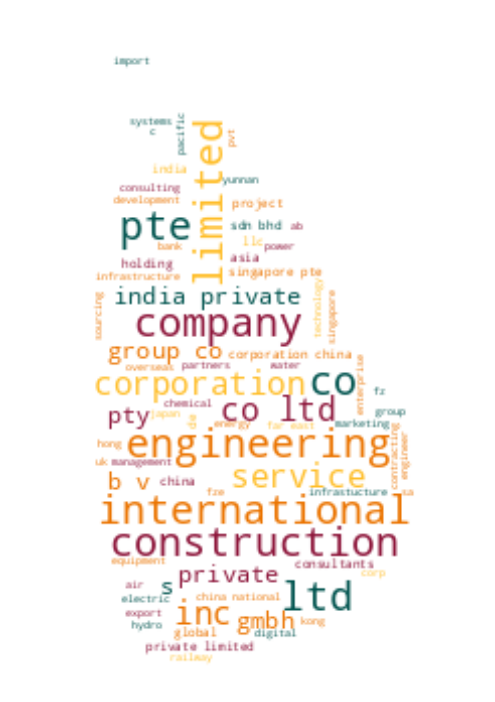 import
systems
c
pacific
limited
pvt
india
yunnan
consulting
development
project
pte
sdn bhd
ab
bank
llc
power
holding
asia
infrastructure
singapore pte
sourcing
india private
technology
singapore
company
group co
corporation china
overseas
partners
water
enterprise
corporation
co
fz
chemical
co ltd
group
pty
japan
de
energy
far east
marketing
contracting
engineer
hong
engineering
uk
management
service
b v
china
fze
infrastucture
sa
international
construction
equipment
consultants
private
corp
air
s
electric
china national
ltd
export
inc
gmbh
kong
hydro
global
digital
private limited
railway